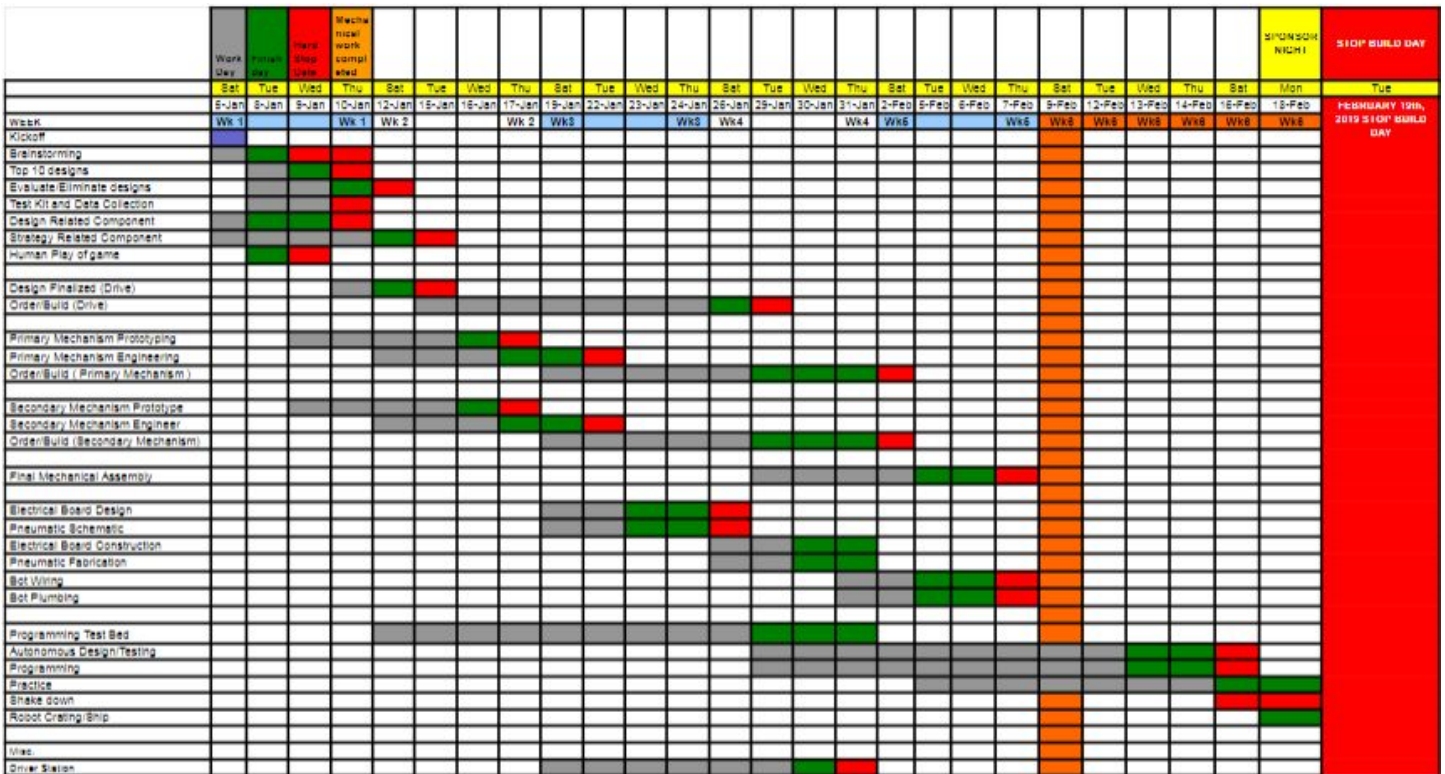 Work Day
Finish day
Hard Stop Date
Mechanical work completed
SPONSOR NIGHT
STOP BUILD DAY
Sat Tue Wed Thu Sat Tue Wed Thu Sat Tue Wed Thu Sat Tue Wed Thu Sat Tue Wed Thu Sat Tue Wed Thu Sat Mon Tue
5-Jan 8-Jan 9-Jan 10-Jan 12-Jan 15-Jan 16-Jan 17-Jan 19-Jan 22-Jan 23-Jan 24-Jan 26-Jan 29-Jan 30-Jan 31-Jan 2-Feb 5-Feb 6-Feb 7-Feb 9-Feb 12-Feb 13-Feb 14-Feb 16-Feb 18-Feb
FEBRUARY 19th, 2019 STOP BUILD DAY
WEEK Wk 1 Wk 1 Wk 2 Wk 2 Wk3 Wk3 Wk4 Wk4 Wk5 Wk5 Wk6 Wk6 Wk6 Wk6 Wk6 Wk6
Kickoff
Brainstorming
Top 10 designs
Evaluate/Eliminate designs
Test Kit and Data Collection
Design Related Component
Strategy Related Component
Human Play of game
Design Finalized (Drive)
Order/Build (Drive)
Primary Mechanism Prototyping
Primary Mechanism Engineering
Order/Build ( Primary Mechanism )
Secondary Mechanism Prototype
Secondary Mechanism Engineer
Order/Build (Secondary Mechanism)
Final Mechanical Assembly
Electrical Board Design
Pneumatic Schematic
Electrical Board Construction
Pneumatic Fabrication
Bot Wiring
Bot Plumbing
Programming Test Bed
Autonomous Design/Testing
Programming
Practice
Shake down
Robot Crating/Ship
Misc.
Driver Station